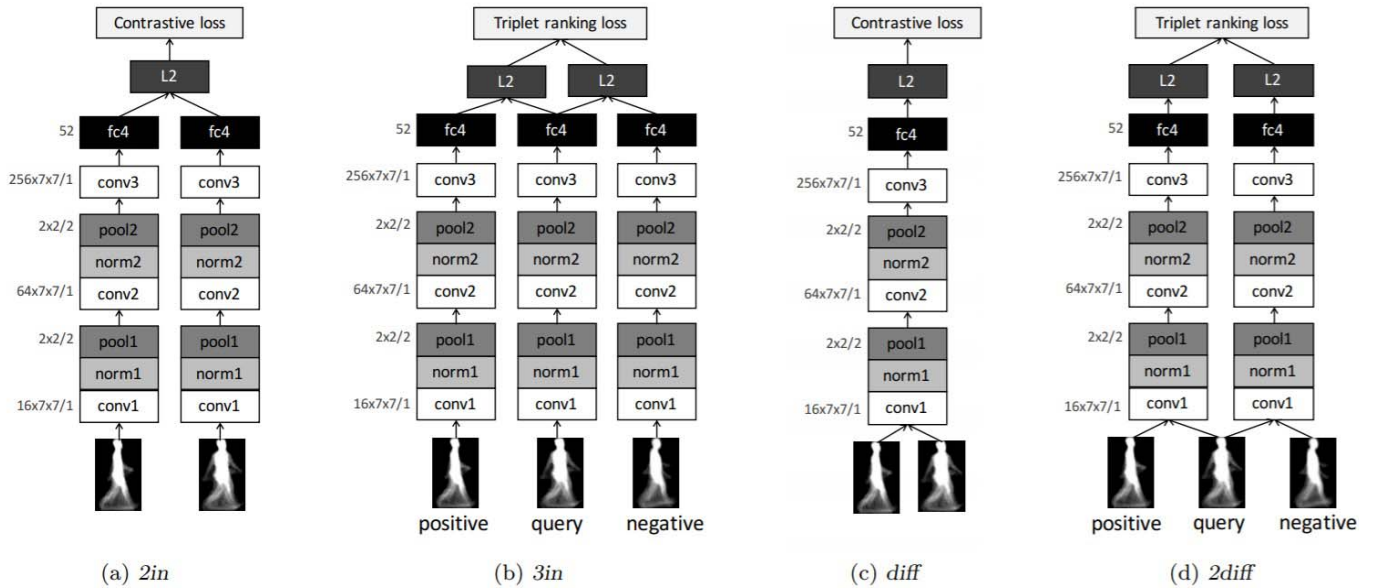 Contrastive loss
L2
fc4 fc4
52
conv3 conv3
256x7x7/1
pool2 pool2
2x2/2
norm2 norm2
conv2 conv2
64x7x7/1
pool1 pool1
2x2/2
norm1 norm1
conv1 conv1
16x7x7/1
(a) 2in
Triplet ranking loss
L2 L2
fc4 fc4 fc4
52
conv3 conv3 conv3
256x7x7/1
pool2 pool2 pool2
2x2/2
norm2 norm2 norm2
conv2 conv2 conv2
64x7x7/1
pool1 pool1 pool1
2x2/2
norm1 norm1 norm1
conv1 conv1 conv1
16x7x7/1
positive query negative
(b) 3in
Contrastive loss
L2
fc4
52
conv3
256x7x7/1
pool2
2x2/2
norm2
conv2
64x7x7/1
pool1
2x2/2
norm1
conv1
16x7x7/1
(c) diff
Triplet ranking loss
L2 L2
fc4 fc4
52
conv3 conv3
256x7x7/1
pool2 pool2
2x2/2
norm2 norm2
conv2 conv2
64x7x7/1
pool1 pool1
2x2/2
norm1 norm1
conv1 conv1
16x7x7/1
positive query negative
(d) 2diff